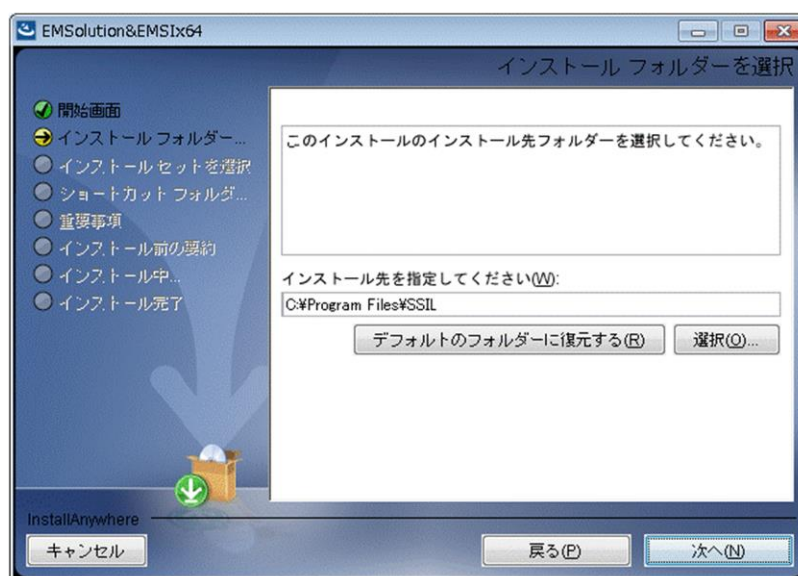 EMSolution&EMSIx64
インストール フォルダーを選択
開始画面
インストール フォルダー...
インストール セットを選択
ショートカット フォルダ...
重要事項
インストール前の要約
インストール中...
インストール完了
このインストールのインストール先フォルダーを選択してください。
インストール先を指定してください(W):
C:¥Program Files¥SSIL
デフォルトのフォルダーに復元する(R)
選択(O)...
InstallAnywhere
キャンセル
戻る(P)
次へ(N)